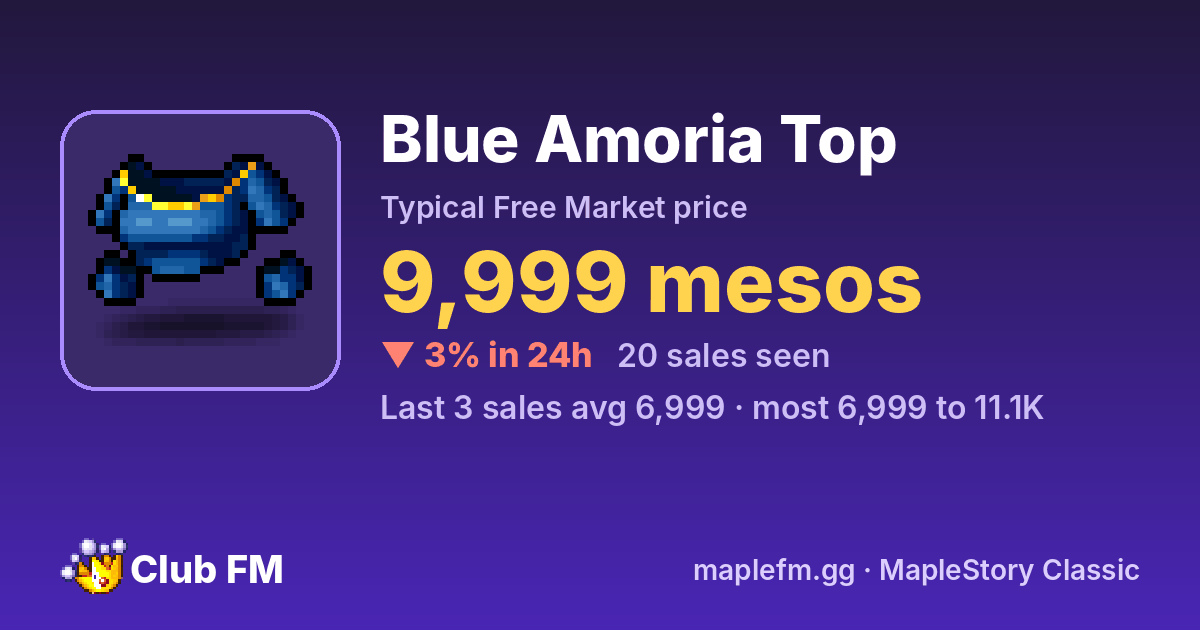 Blue Amoria Top
Typical Free Market price
9,999 mesos
▼ 3% in 24h 20 sales seen
Last 3 sales avg 6,999 · most 6,999 to 11.1K
Club FM
maplefm.gg · MapleStory Classic